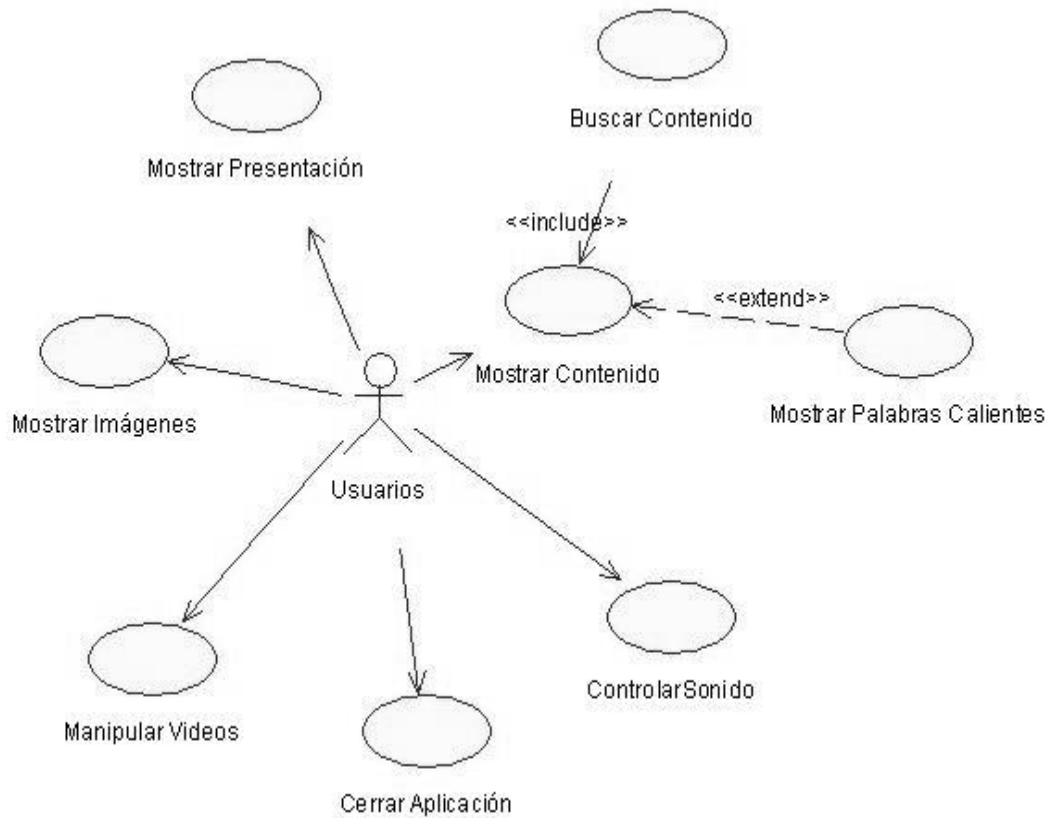 Buscar Contenido
Mostrar Presentación
<<include>>
<<extend>>
Mostrar Contenido
Mostrar Palabras Calientes
Mostrar Imágenes
Usuarios
ControlarSonido
Manipular Videos
Cerrar Aplicación